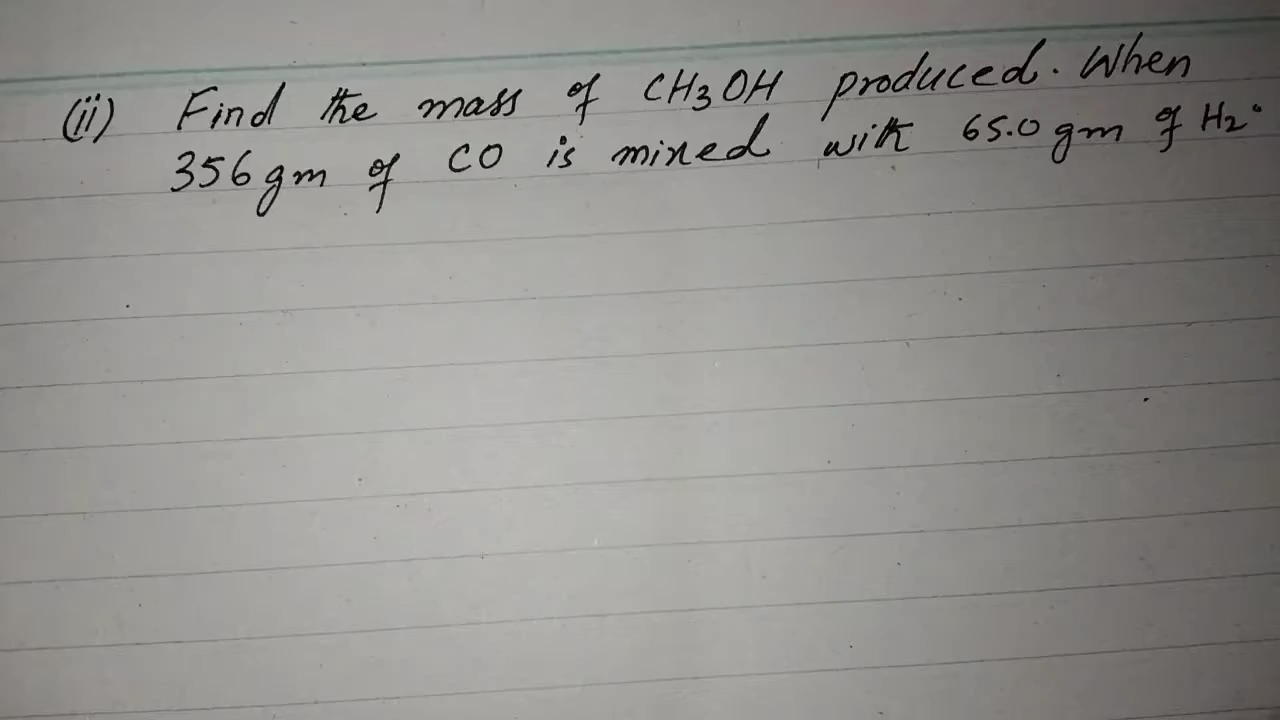 (ii) Find the mass of CH3OH produced. When
356 gm of CO is mixed with 65.0 gm of H2.